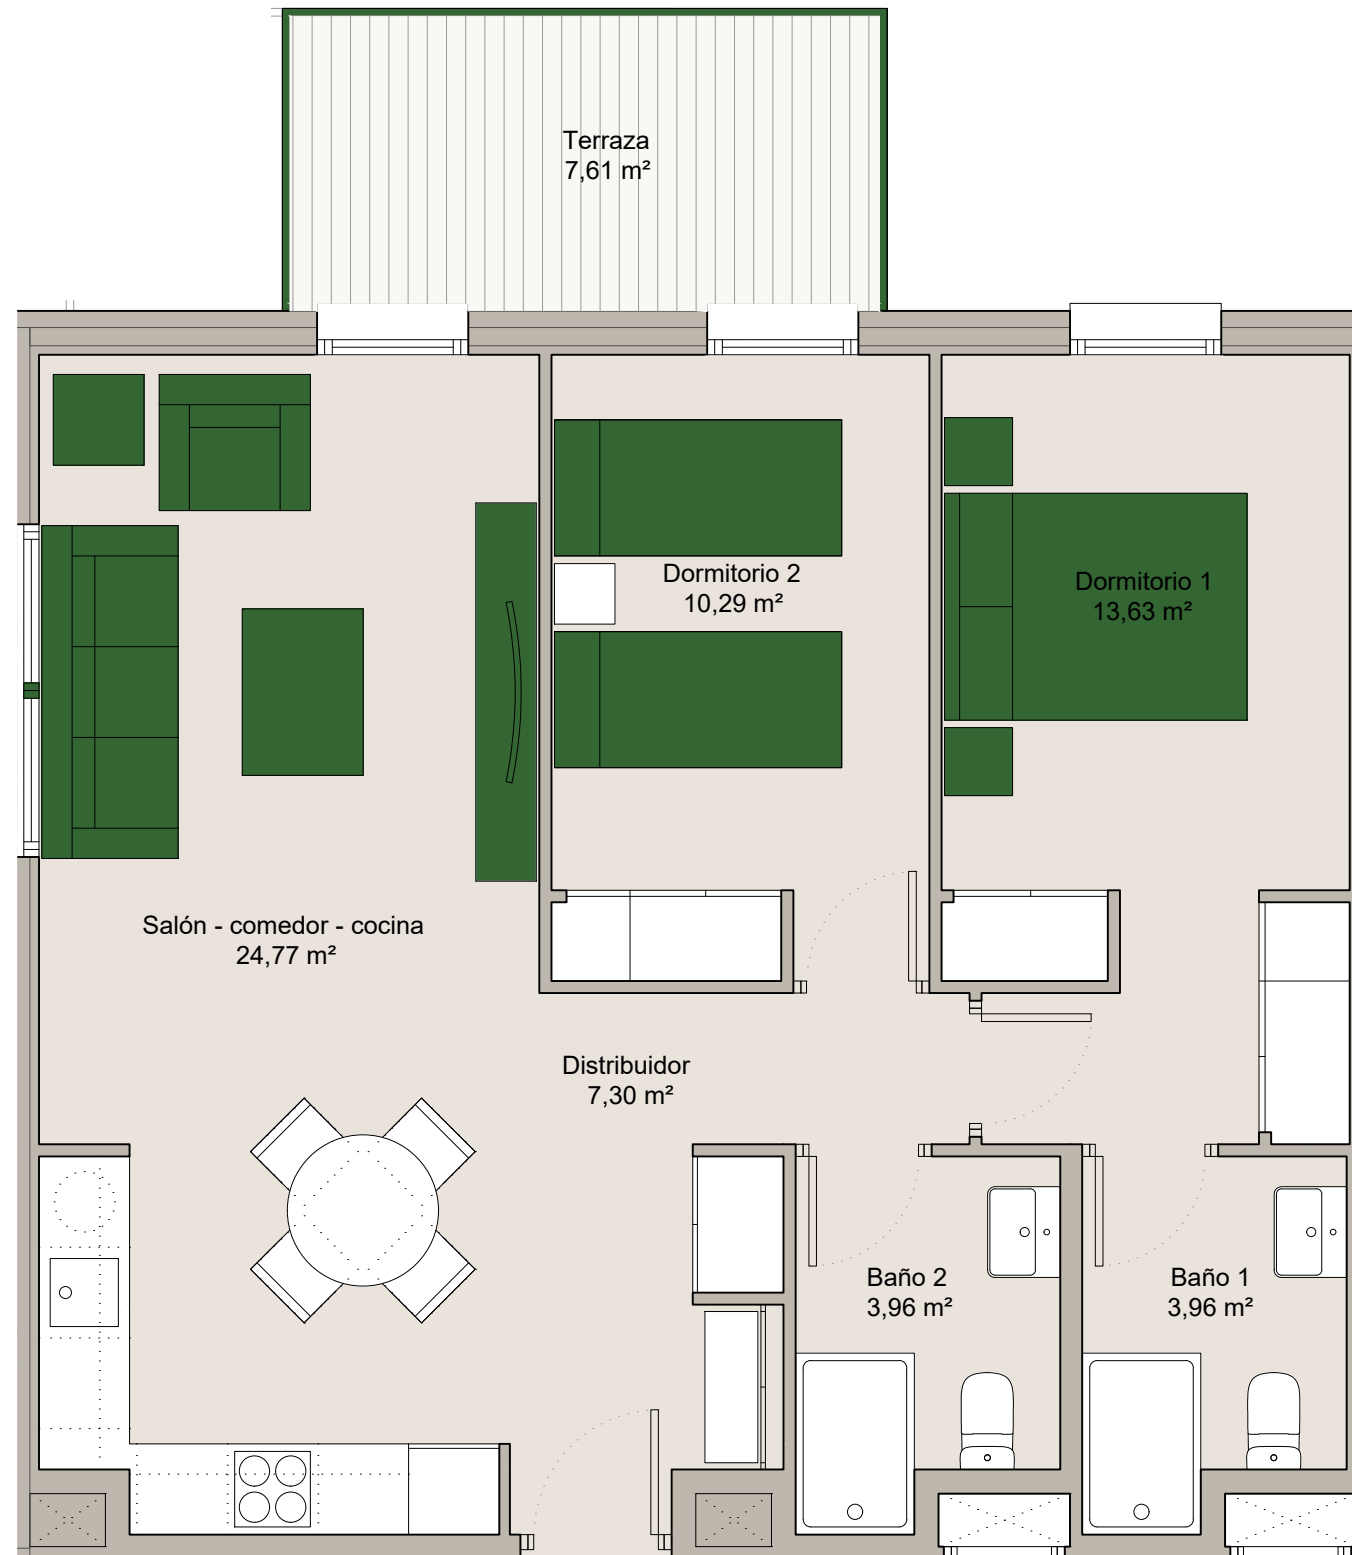 Terraza
7,61 m²
Dormitorio 2
10,29 m²
Dormitorio 1
13,63 m²
Salón - comedor - cocina
24,77 m²
Distribuidor
7,30 m²
Baño 2
3,96 m²
Baño 1
3,96 m²